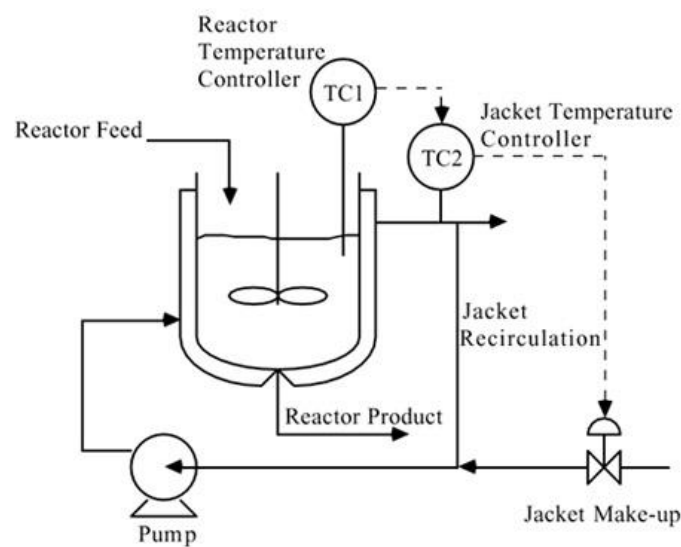 Reactor
Temperature
Controller
TC1
Jacket Temperature
Controller
Reactor Feed
TC2
Jacket
Recirculation
Reactor Product
Pump
Jacket Make-up